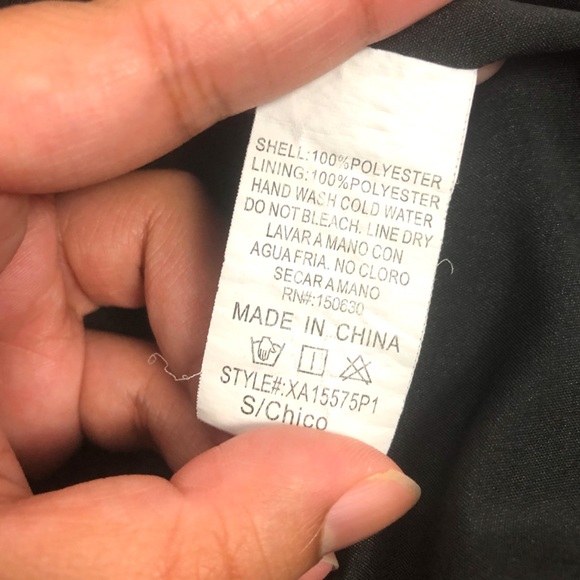 SHELL:100%POLYESTER
LINING:100%POLYESTER
HAND WASH COLD WATER
DO NOT BLEACH. LINE DRY
LAVAR A MANO CON
AGUA FRIA. NO CLORO
SECAR A MANO
RN#:150630
MADE IN CHINA
STYLE#:XA15575P1
S/Chico